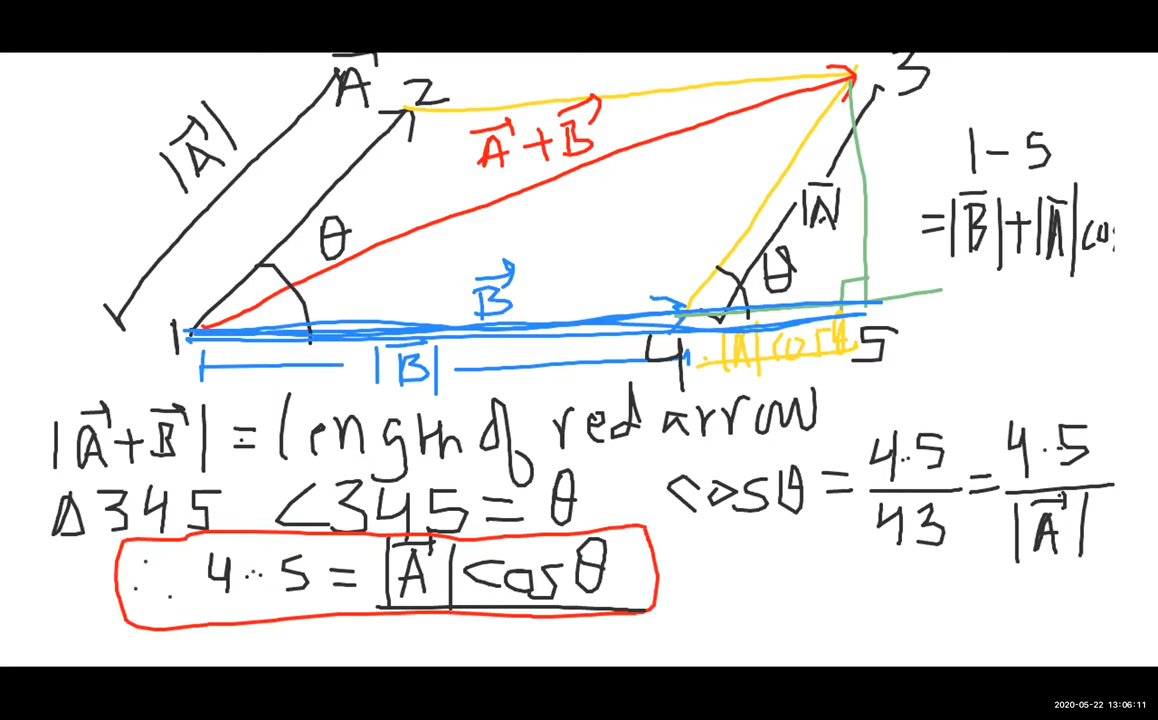 A⃗
2
3
|A⃗|
A⃗+B⃗
1-5
θ
|A̅|
=|B̅|+|A̅|co
θ
B⃗
1
4
|A|cosθ
5
|B⃗|
|A⃗+B⃗| = length of red arrow
Δ345 <345 = θ
cosθ = 4..5/43 = 4..5/|A⃗|
∴ 4..5 = |A̅|cosθ
2020-05-22 13:06:11